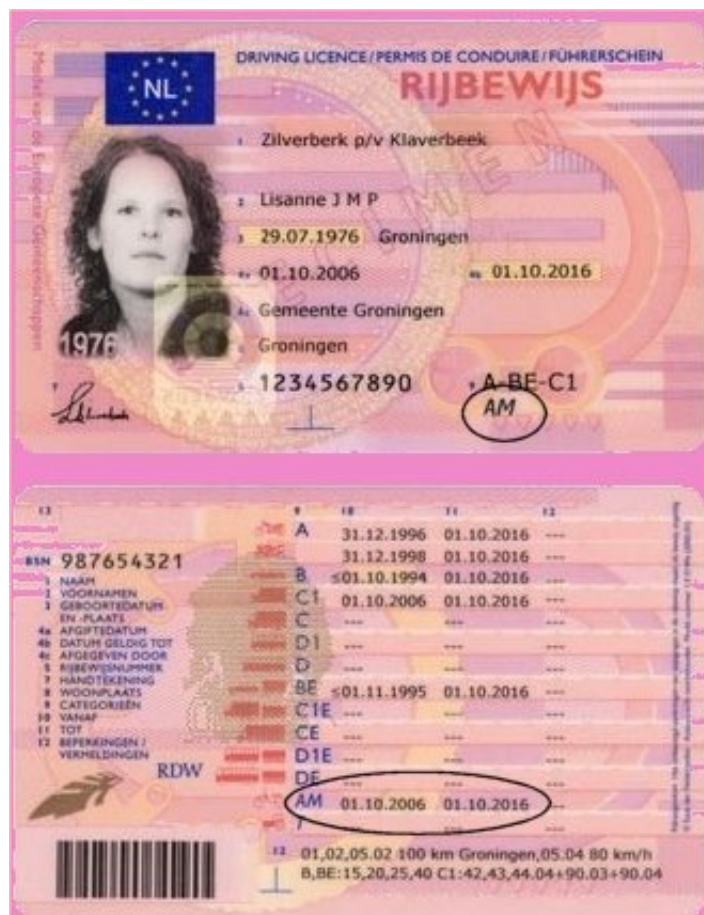 DRIVING LICENCE/PERMIS DE CONDUIRE/FÜHRERSCHEIN
NL
RIJBEWIJS
Model van de Europese Gemeenschappen
SPECIMEN
1 Zilverberk p/v Klaverbeek
2 Lisanne J M P
3 29.07.1976 Groningen
4a 01.10.2006 4b 01.10.2016
4c Gemeente Groningen
Groningen
5 1234567890 9 A-BE-C1
AM
1976
7
13
9 10 11 12
A 31.12.1996 01.10.2016 ---
31.12.1998 01.10.2016 ---
BSN 987654321
B ≤01.10.1994 01.10.2016 ---
C1 01.10.2006 01.10.2016 ---
C --- --- ---
D1 --- --- ---
D --- --- ---
BE ≤01.11.1995 01.10.2016 ---
C1E --- --- ---
CE --- --- ---
D1E --- --- ---
DE --- --- ---
AM 01.10.2006 01.10.2016 ---
T --- --- ---
1 NAAM
2 VOORNAMEN
3 GEBOORTEDATUM
EN -PLAATS
4a AFGIFTEDATUM
4b DATUM GELDIG TOT
4c AFGEGEVEN DOOR
5 RIJBEWIJSNUMMER
7 HANDTEKENING
8 WOONPLAATS
9 CATEGORIEËN
10 VANAF
11 TOT
12 BEPERKINGEN /
VERMELDINGEN
RDW
12 01,02,05.02 100 km Groningen,05.04 80 km/h
B,BE:15,20,25,40 C1:42,43,44.04+90.03+90.04